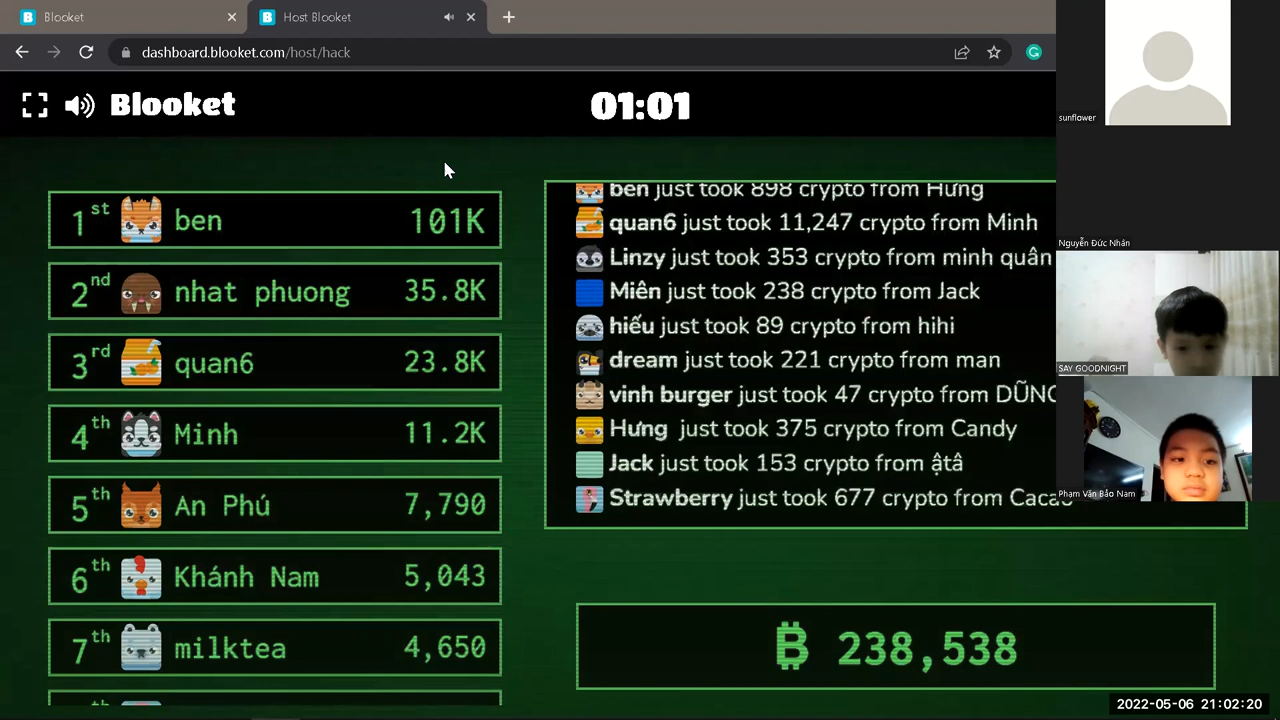 Blooket
Host Blooket
dashboard.blooket.com/host/hack
Blooket
01:01
1st ben 101K
2nd nhat phuong 35.8K
3rd quan6 23.8K
4th Minh 11.2K
5th An Phú 7,790
6th Khánh Nam 5,043
7th milktea 4,650
th
ben just took 898 crypto from Hưng
quan6 just took 11,247 crypto from Minh
Linzy just took 353 crypto from minh quân
Miên just took 238 crypto from Jack
hiếu just took 89 crypto from hihi
dream just took 221 crypto from man
vinh burger just took 47 crypto from DŨNG
Hưng just took 375 crypto from Candy
Jack just took 153 crypto from ậtâ
Strawberry just took 677 crypto from Cacao
₿ 238,538
sunflower
Nguyễn Đức Nhân
SAY GOODNIGHT
Phạm Văn Bảo Nam
2022-05-06 21:02:20